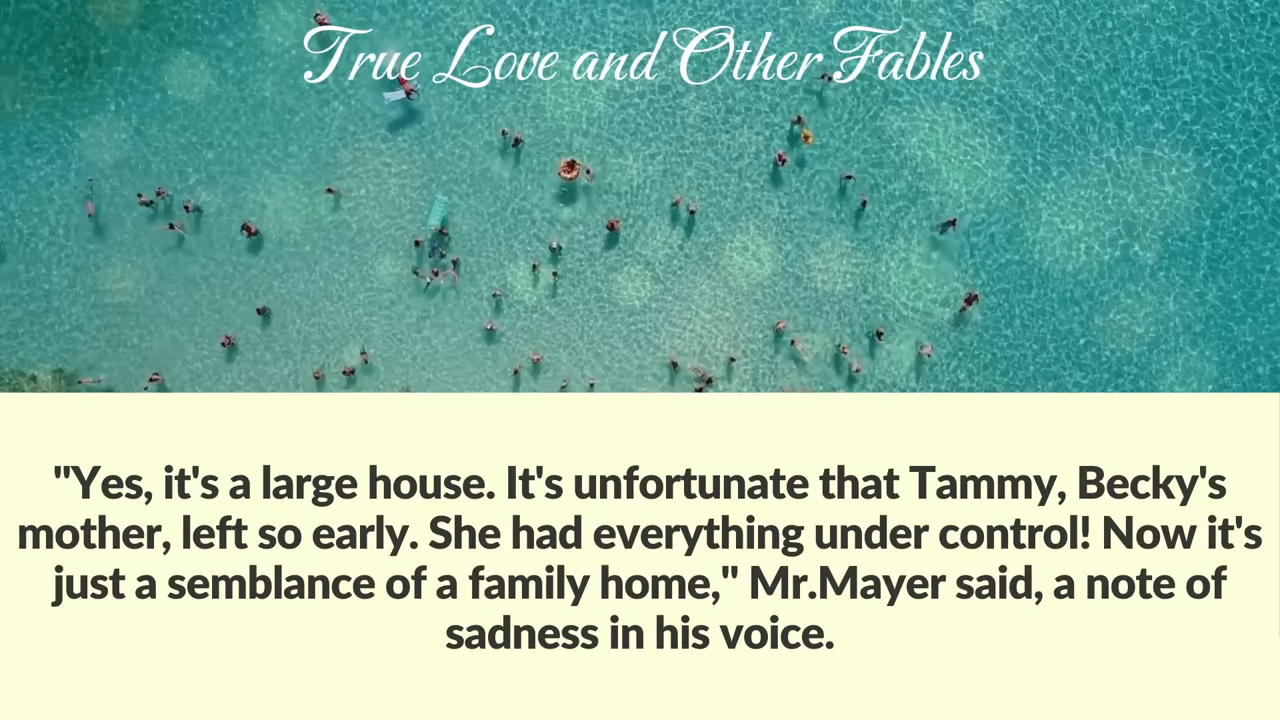 True Love and Other Fables
"Yes, it's a large house. It's unfortunate that Tammy, Becky's
mother, left so early. She had everything under control! Now it's
just a semblance of a family home," Mr.Mayer said, a note of
sadness in his voice.